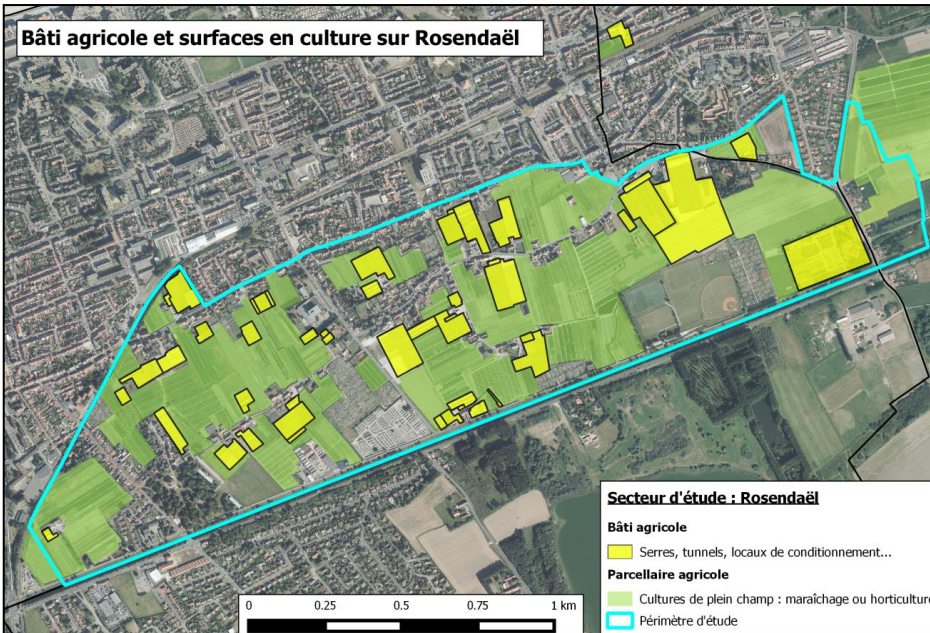 Bâti agricole et surfaces en culture sur Rosendaël
Secteur d'étude : Rosendaël
Bâti agricole
Serres, tunnels, locaux de conditionnement...
Parcellaire agricole
Cultures de plein champ : maraîchage ou horticulture
Périmètre d'étude
0 0.25 0.5 0.75 1 km